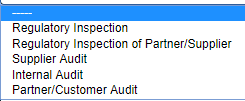 ------
Regulatory Inspection
Regulatory Inspection of Partner/Supplier
Supplier Audit
Internal Audit
Partner/Customer Audit